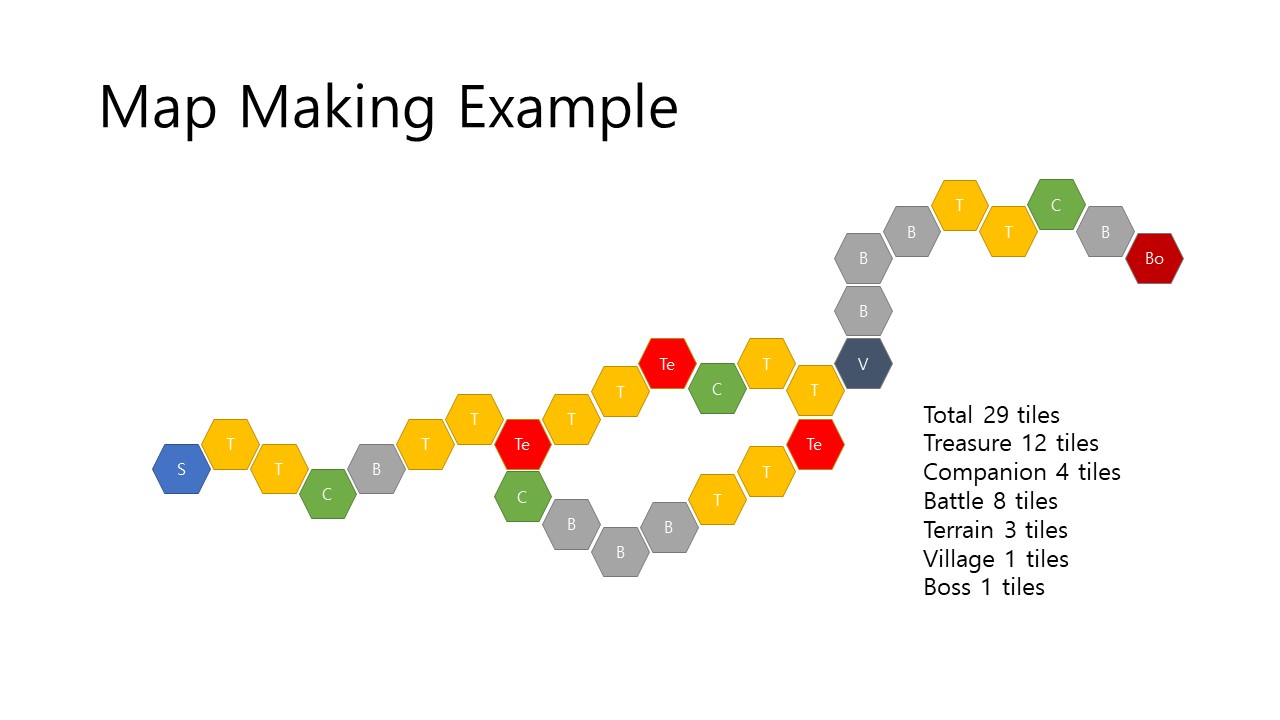 Map Making Example
T
C
B
T
B
B
Bo
B
Te
T
V
T
C
T
T
T
T
T
Te
Te
S
T
B
T
C
C
T
B
B
B
Total 29 tiles
Treasure 12 tiles
Companion 4 tiles
Battle 8 tiles
Terrain 3 tiles
Village 1 tiles
Boss 1 tiles